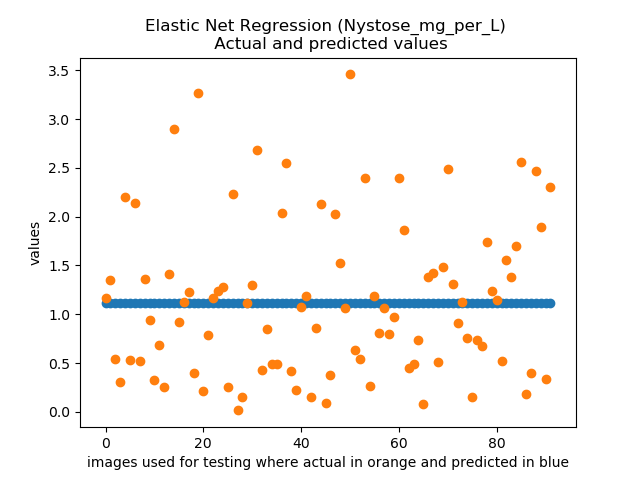 Elastic Net Regression (Nystose_mg_per_L)
Actual and predicted values
3.5
3.0
2.5
2.0
1.5
1.0
0.5
0.0
values
0 20 40 60 80
images used for testing where actual in orange and predicted in blue